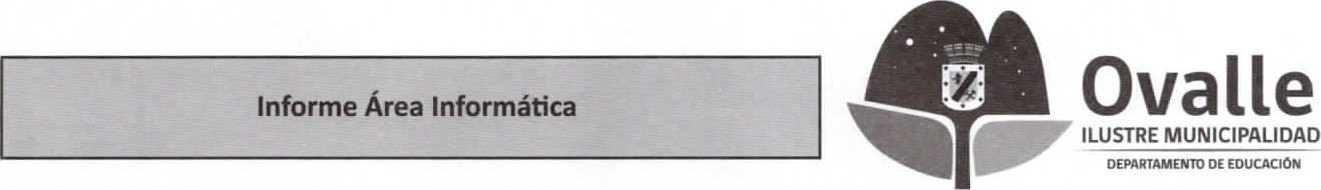 Informe Área Informática
Ovalle
ILUSTRE MUNICIPALIDAD
DEPARTAMENTO DE EDUCACIÓN